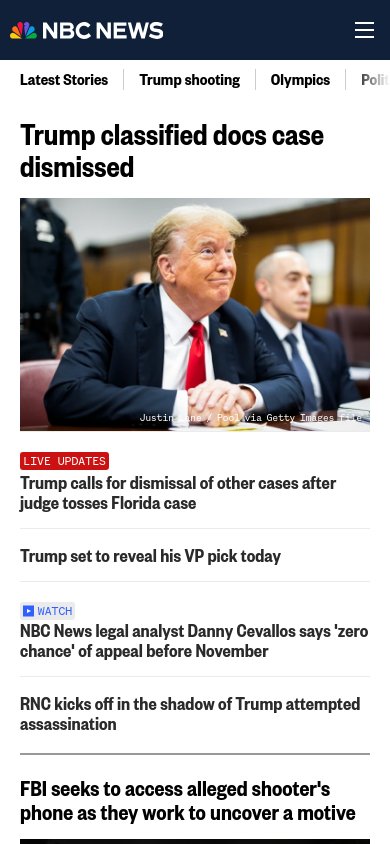 NBC NEWS
Latest Stories
Trump shooting
Olympics
Polit
Trump classified docs case
dismissed
Justin Lane / Pool via Getty Images file
LIVE UPDATES
Trump calls for dismissal of other cases after
judge tosses Florida case
Trump set to reveal his VP pick today
WATCH
NBC News legal analyst Danny Cevallos says 'zero
chance' of appeal before November
RNC kicks off in the shadow of Trump attempted
assassination
FBI seeks to access alleged shooter's
phone as they work to uncover a motive